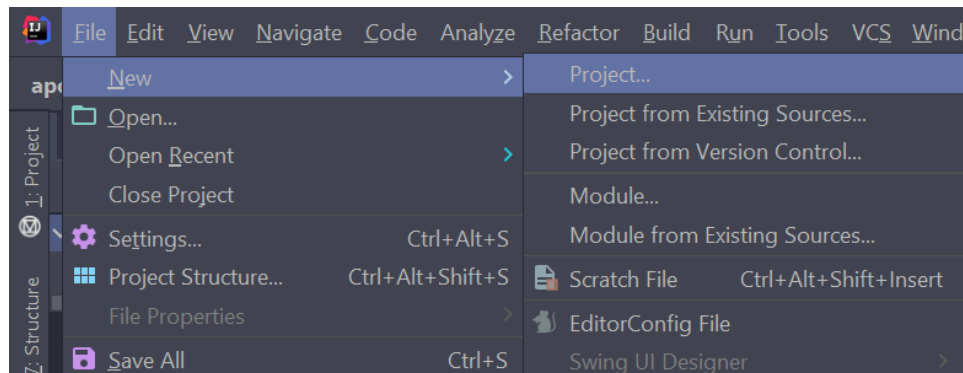 IJ
File Edit View Navigate Code Analyze Refactor Build Run Tools VCS Wind
apo
New
Open...
Open Recent
Close Project
Settings... Ctrl+Alt+S
Project Structure... Ctrl+Alt+Shift+S
File Properties
Save All Ctrl+S
Project...
Project from Existing Sources...
Project from Version Control...
Module...
Module from Existing Sources...
Scratch File Ctrl+Alt+Shift+Insert
EditorConfig File
Swing UI Designer
1: Project
Z: Structure